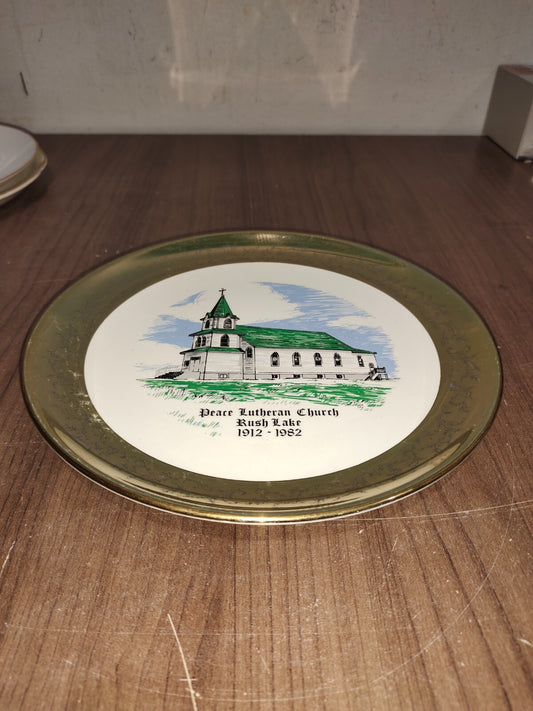 Peace Lutheran Church
Rush Lake
1912 - 1982